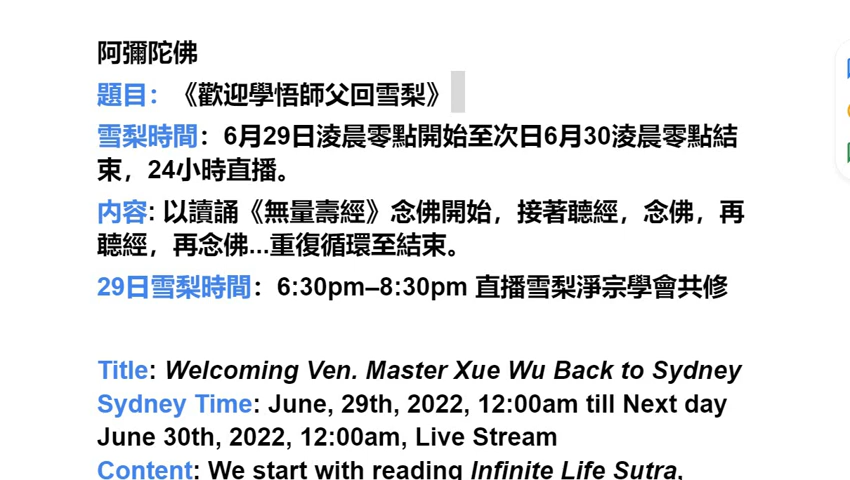 阿彌陀佛
題目：《歡迎學悟師父回雪梨》
雪梨時間：6月29日淩晨零點開始至次日6月30淩晨零點結
束，24小時直播。
内容: 以讀誦《無量壽經》念佛開始，接著聽經，念佛，再
聽經，再念佛...重復循環至結束。
29日雪梨時間：6:30pm–8:30pm 直播雪梨淨宗學會共修
Title: Welcoming Ven. Master Xue Wu Back to Sydney
Sydney Time: June, 29th, 2022, 12:00am till Next day
June 30th, 2022, 12:00am, Live Stream
Content: We start with reading Infinite Life Sutra,